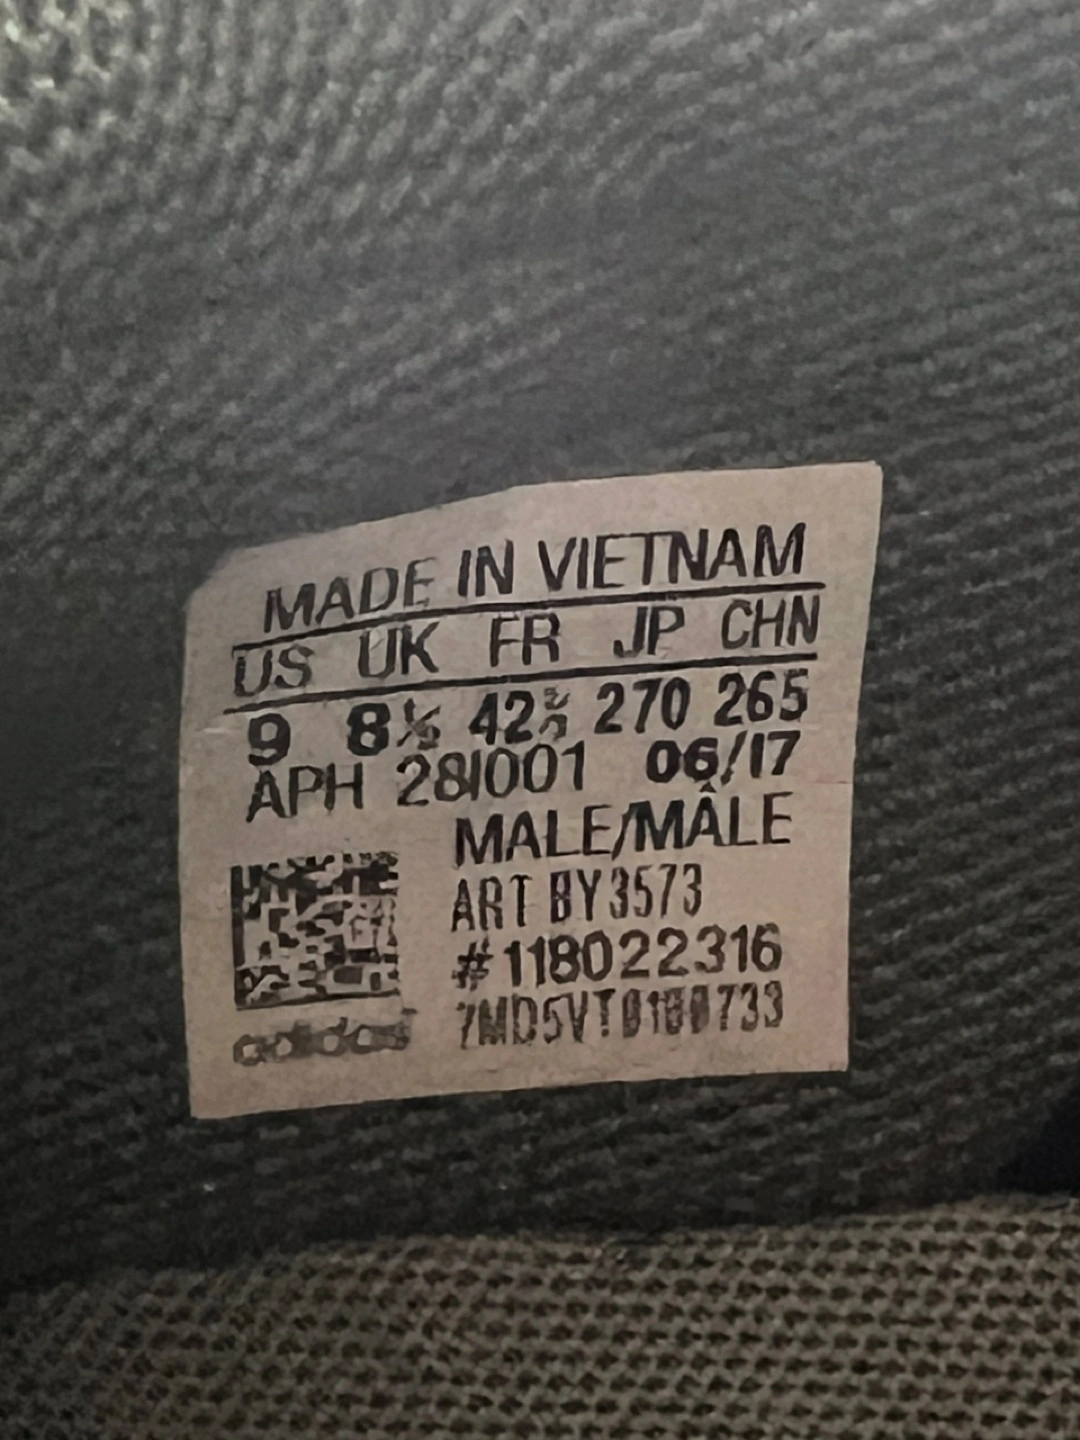 MADE IN VIETNAM
US UK FR JP CHN
9 8½ 42⅔ 270 265
APH 281001 06/17
MALE/MÂLE
ART BY3573
#118022316
adidas